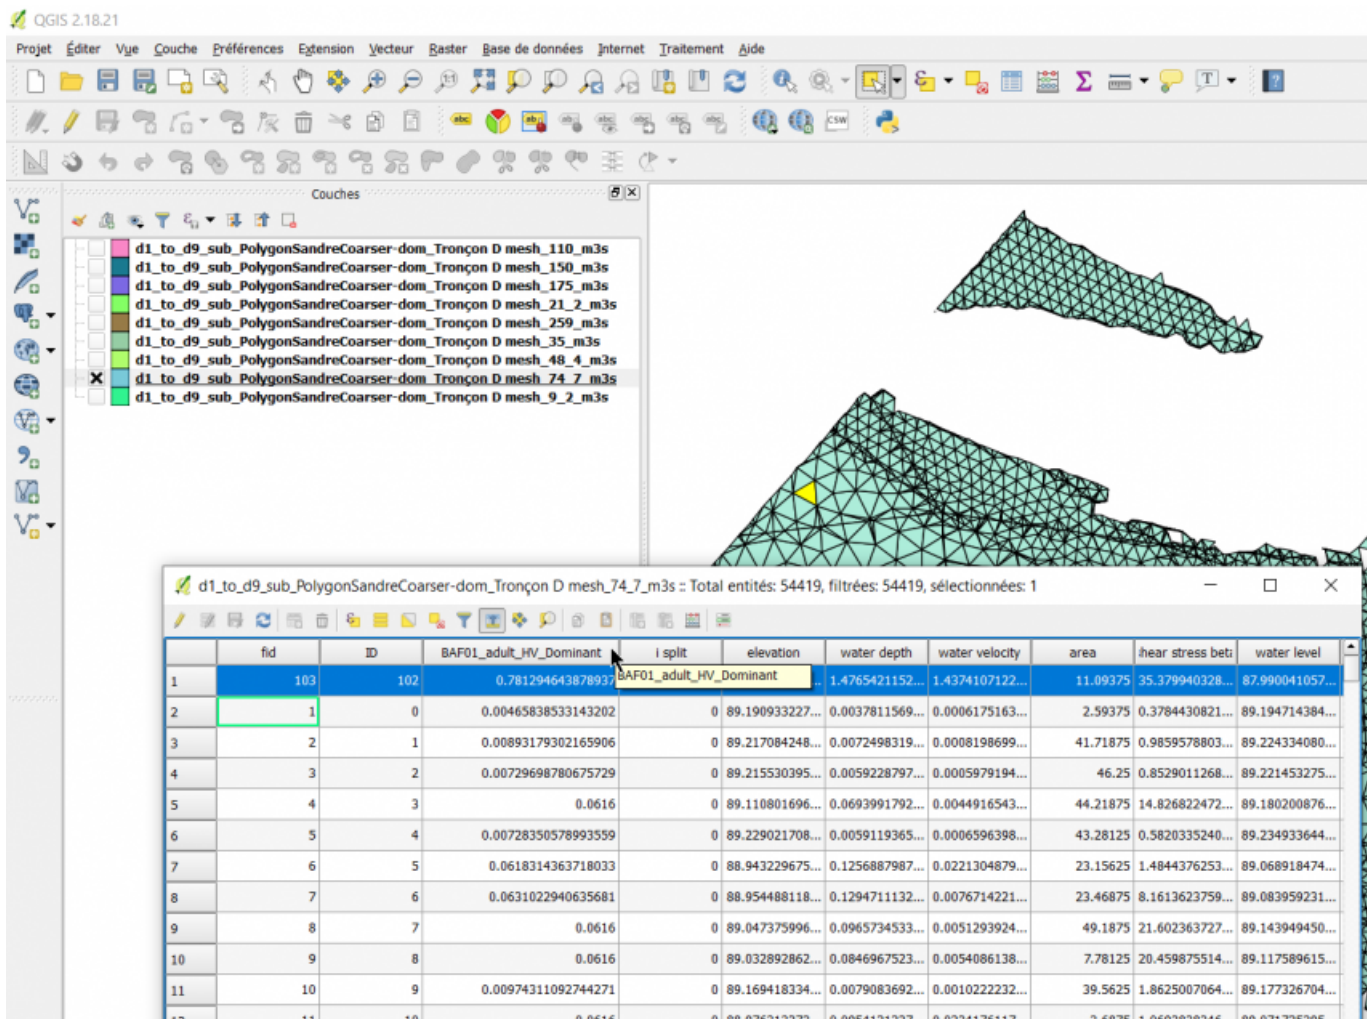 QGIS 2.18.21
Projet Éditer Vue Couche Préférences Extension Vecteur Raster Base de données Internet Traitement Aide
Couches
d1_to_d9_sub_PolygonSandreCoarser-dom_Tronçon D mesh_110_m3s
d1_to_d9_sub_PolygonSandreCoarser-dom_Tronçon D mesh_150_m3s
d1_to_d9_sub_PolygonSandreCoarser-dom_Tronçon D mesh_175_m3s
d1_to_d9_sub_PolygonSandreCoarser-dom_Tronçon D mesh_21_2_m3s
d1_to_d9_sub_PolygonSandreCoarser-dom_Tronçon D mesh_259_m3s
d1_to_d9_sub_PolygonSandreCoarser-dom_Tronçon D mesh_35_m3s
d1_to_d9_sub_PolygonSandreCoarser-dom_Tronçon D mesh_48_4_m3s
d1_to_d9_sub_PolygonSandreCoarser-dom_Tronçon D mesh_74_7_m3s
d1_to_d9_sub_PolygonSandreCoarser-dom_Tronçon D mesh_9_2_m3s
d1_to_d9_sub_PolygonSandreCoarser-dom_Tronçon D mesh_74_7_m3s :: Total entités: 54419, filtrées: 54419, sélectionnées: 1
fid ID BAF01_adult_HV_Dominant i split elevation water depth water velocity area shear stress beta water level
1 103 102 0.781294643878937 BAF01_adult_HV_Dominant 1.4765421152... 1.4374107122... 11.09375 35.379940328... 87.990041057...
2 1 0 0.00465838533143202 0 89.190933227... 0.0037811569... 0.0006175163... 2.59375 0.3784430821... 89.194714384...
3 2 1 0.00893179302165906 0 89.217084248... 0.0072498319... 0.0008198699... 41.71875 0.9859578803... 89.224334080...
4 3 2 0.00729698780675729 0 89.215530395... 0.0059228797... 0.0005979194... 46.25 0.8529011268... 89.221453275...
5 4 3 0.0616 0 89.110801696... 0.0693991792... 0.0044916543... 44.21875 14.826822472... 89.180200876...
6 5 4 0.00728350578993559 0 89.229021708... 0.0059119365... 0.0006596398... 43.28125 0.5820335240... 89.234933644...
7 6 5 0.0618314363718033 0 88.943229675... 0.1256887987... 0.0221304879... 23.15625 1.4844376253... 89.068918474...
8 7 6 0.0631022940635681 0 88.954488118... 0.1294711132... 0.0076714221... 23.46875 8.1613623759... 89.083959231...
9 8 7 0.0616 0 89.047375996... 0.0965734533... 0.0051293924... 49.1875 21.602363727... 89.143949450...
10 9 8 0.0616 0 89.032892862... 0.0846967523... 0.0054086138... 7.78125 20.459875514... 89.117589615...
11 10 9 0.00974311092744271 0 89.169418334... 0.0079083692... 0.0010222232... 39.5625 1.8625007064... 89.177326704...